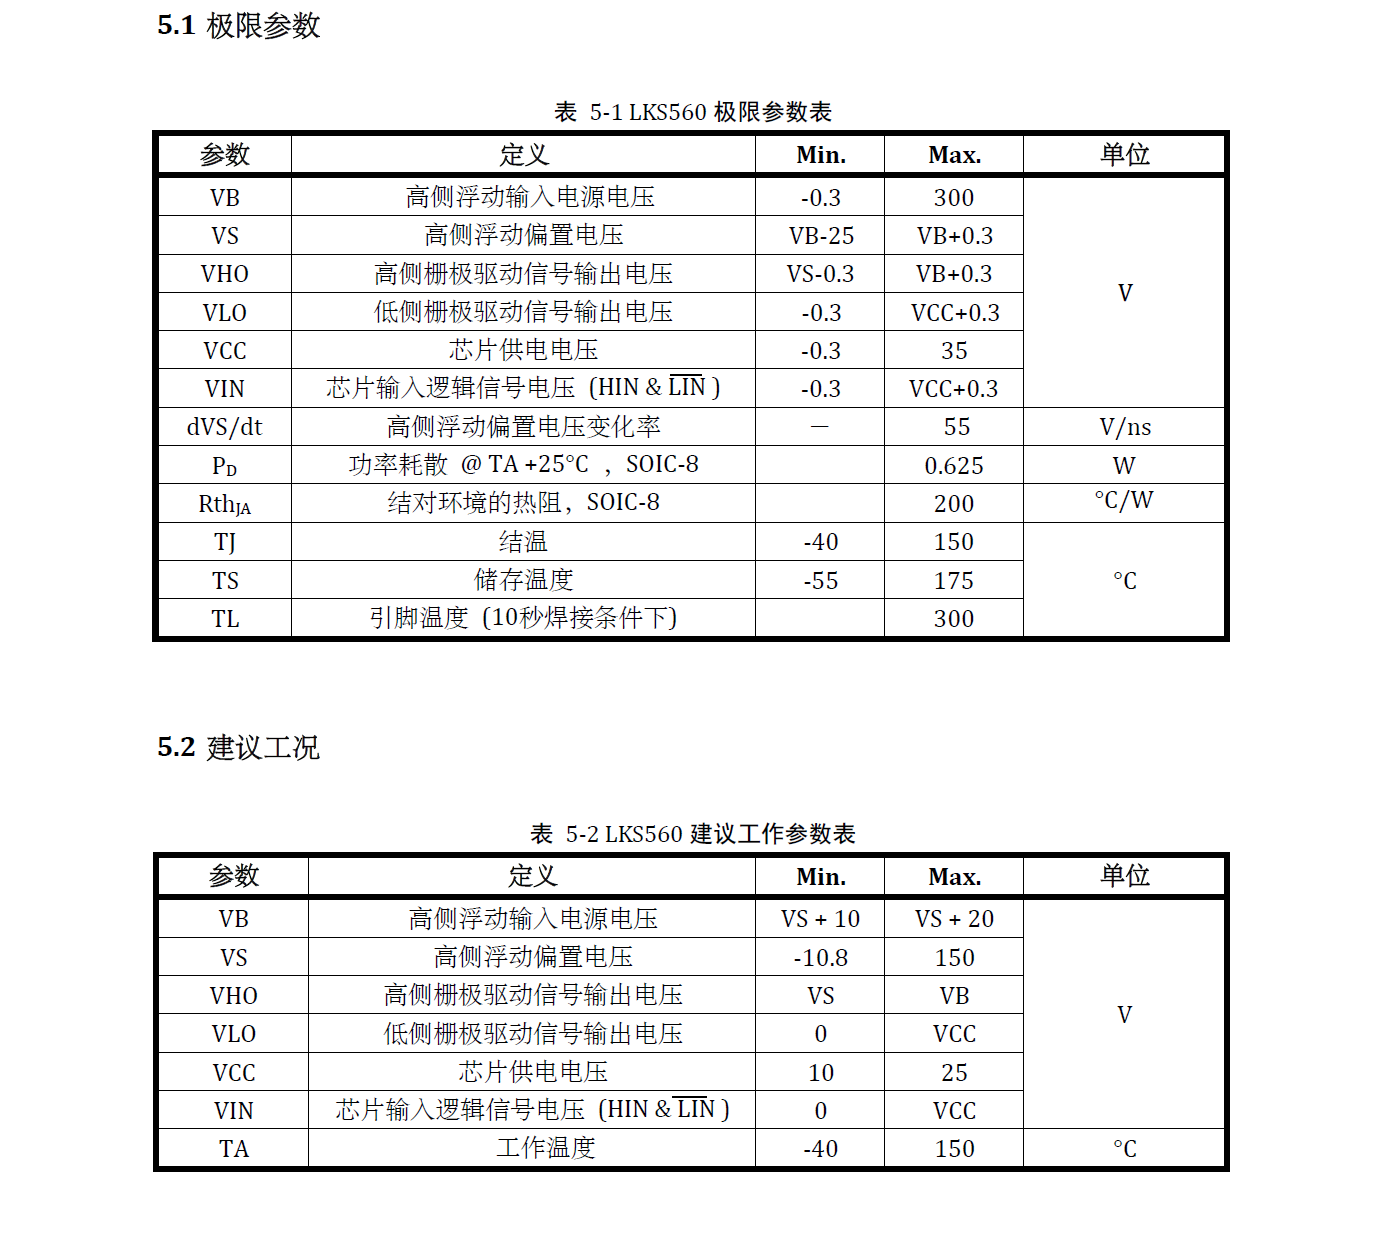 5.1 极限参数
表 5-1 LKS560 极限参数表
参数 定义 Min. Max. 单位
VB 高侧浮动输入电源电压 -0.3 300 V
VS 高侧浮动偏置电压 VB-25 VB+0.3
VHO 高侧栅极驱动信号输出电压 VS-0.3 VB+0.3
VLO 低侧栅极驱动信号输出电压 -0.3 VCC+0.3
VCC 芯片供电电压 -0.3 35
VIN 芯片输入逻辑信号电压 (HIN & L̅I̅N̅ ) -0.3 VCC+0.3
dVS/dt 高侧浮动偏置电压变化率 — 55 V/ns
PD 功率耗散 @ TA +25°C ，SOIC-8 0.625 W
RthJA 结对环境的热阻，SOIC-8 200 °C/W
TJ 结温 -40 150 °C
TS 储存温度 -55 175
TL 引脚温度 (10秒焊接条件下) 300
5.2 建议工况
表 5-2 LKS560 建议工作参数表
参数 定义 Min. Max. 单位
VB 高侧浮动输入电源电压 VS + 10 VS + 20 V
VS 高侧浮动偏置电压 -10.8 150
VHO 高侧栅极驱动信号输出电压 VS VB
VLO 低侧栅极驱动信号输出电压 0 VCC
VCC 芯片供电电压 10 25
VIN 芯片输入逻辑信号电压 (HIN & L̅I̅N̅ ) 0 VCC
TA 工作温度 -40 150 °C